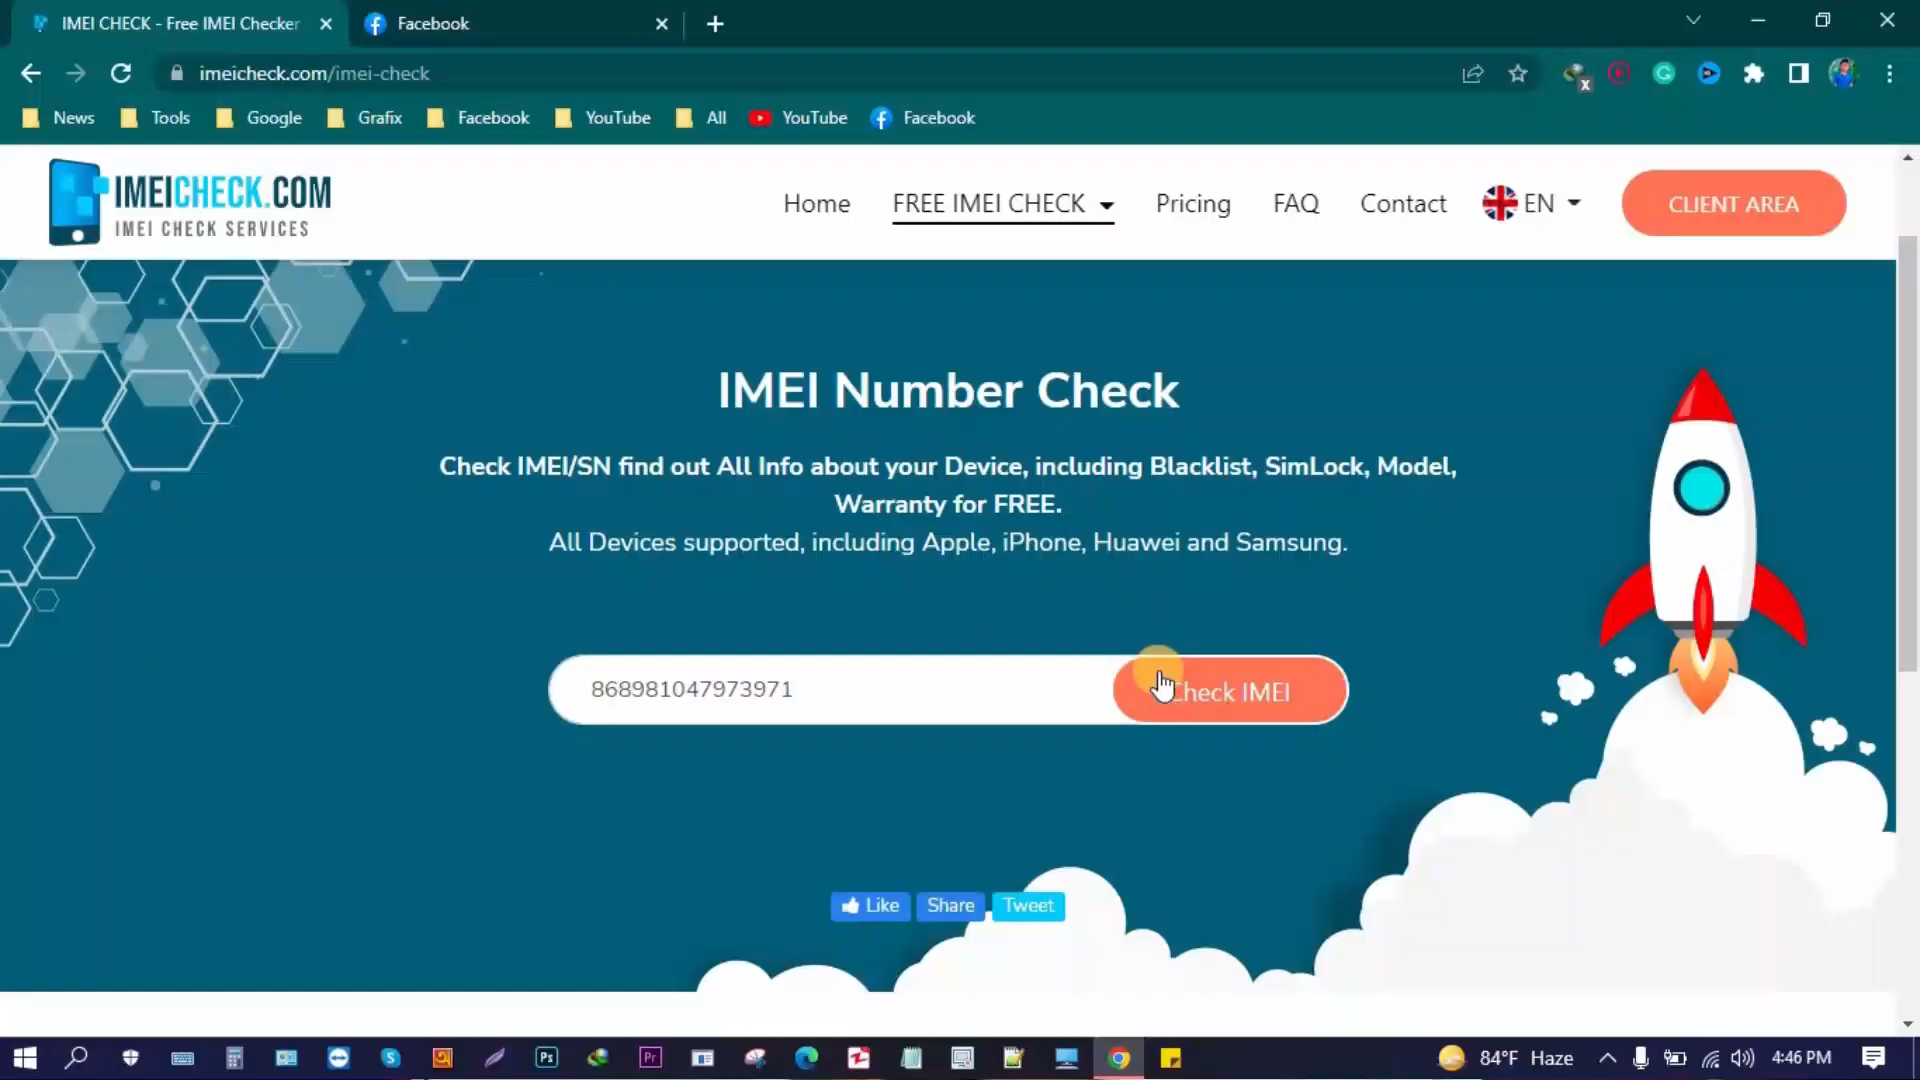 IMEI CHECK - Free IMEI Checker
Facebook
imeicheck.com/imei-check
News
Tools
Google
Grafix
Facebook
YouTube
All
YouTube
Facebook
IMEICHECK.COM
IMEI CHECK SERVICES
Home
FREE IMEI CHECK
Pricing
FAQ
Contact
EN
CLIENT AREA
IMEI Number Check
Check IMEI/SN find out All Info about your Device, including Blacklist, SimLock, Model,
Warranty for FREE.
All Devices supported, including Apple, iPhone, Huawei and Samsung.
868981047973971
Check IMEI
Like
Share
Tweet
Ps
Pr
84°F Haze
4:46 PM